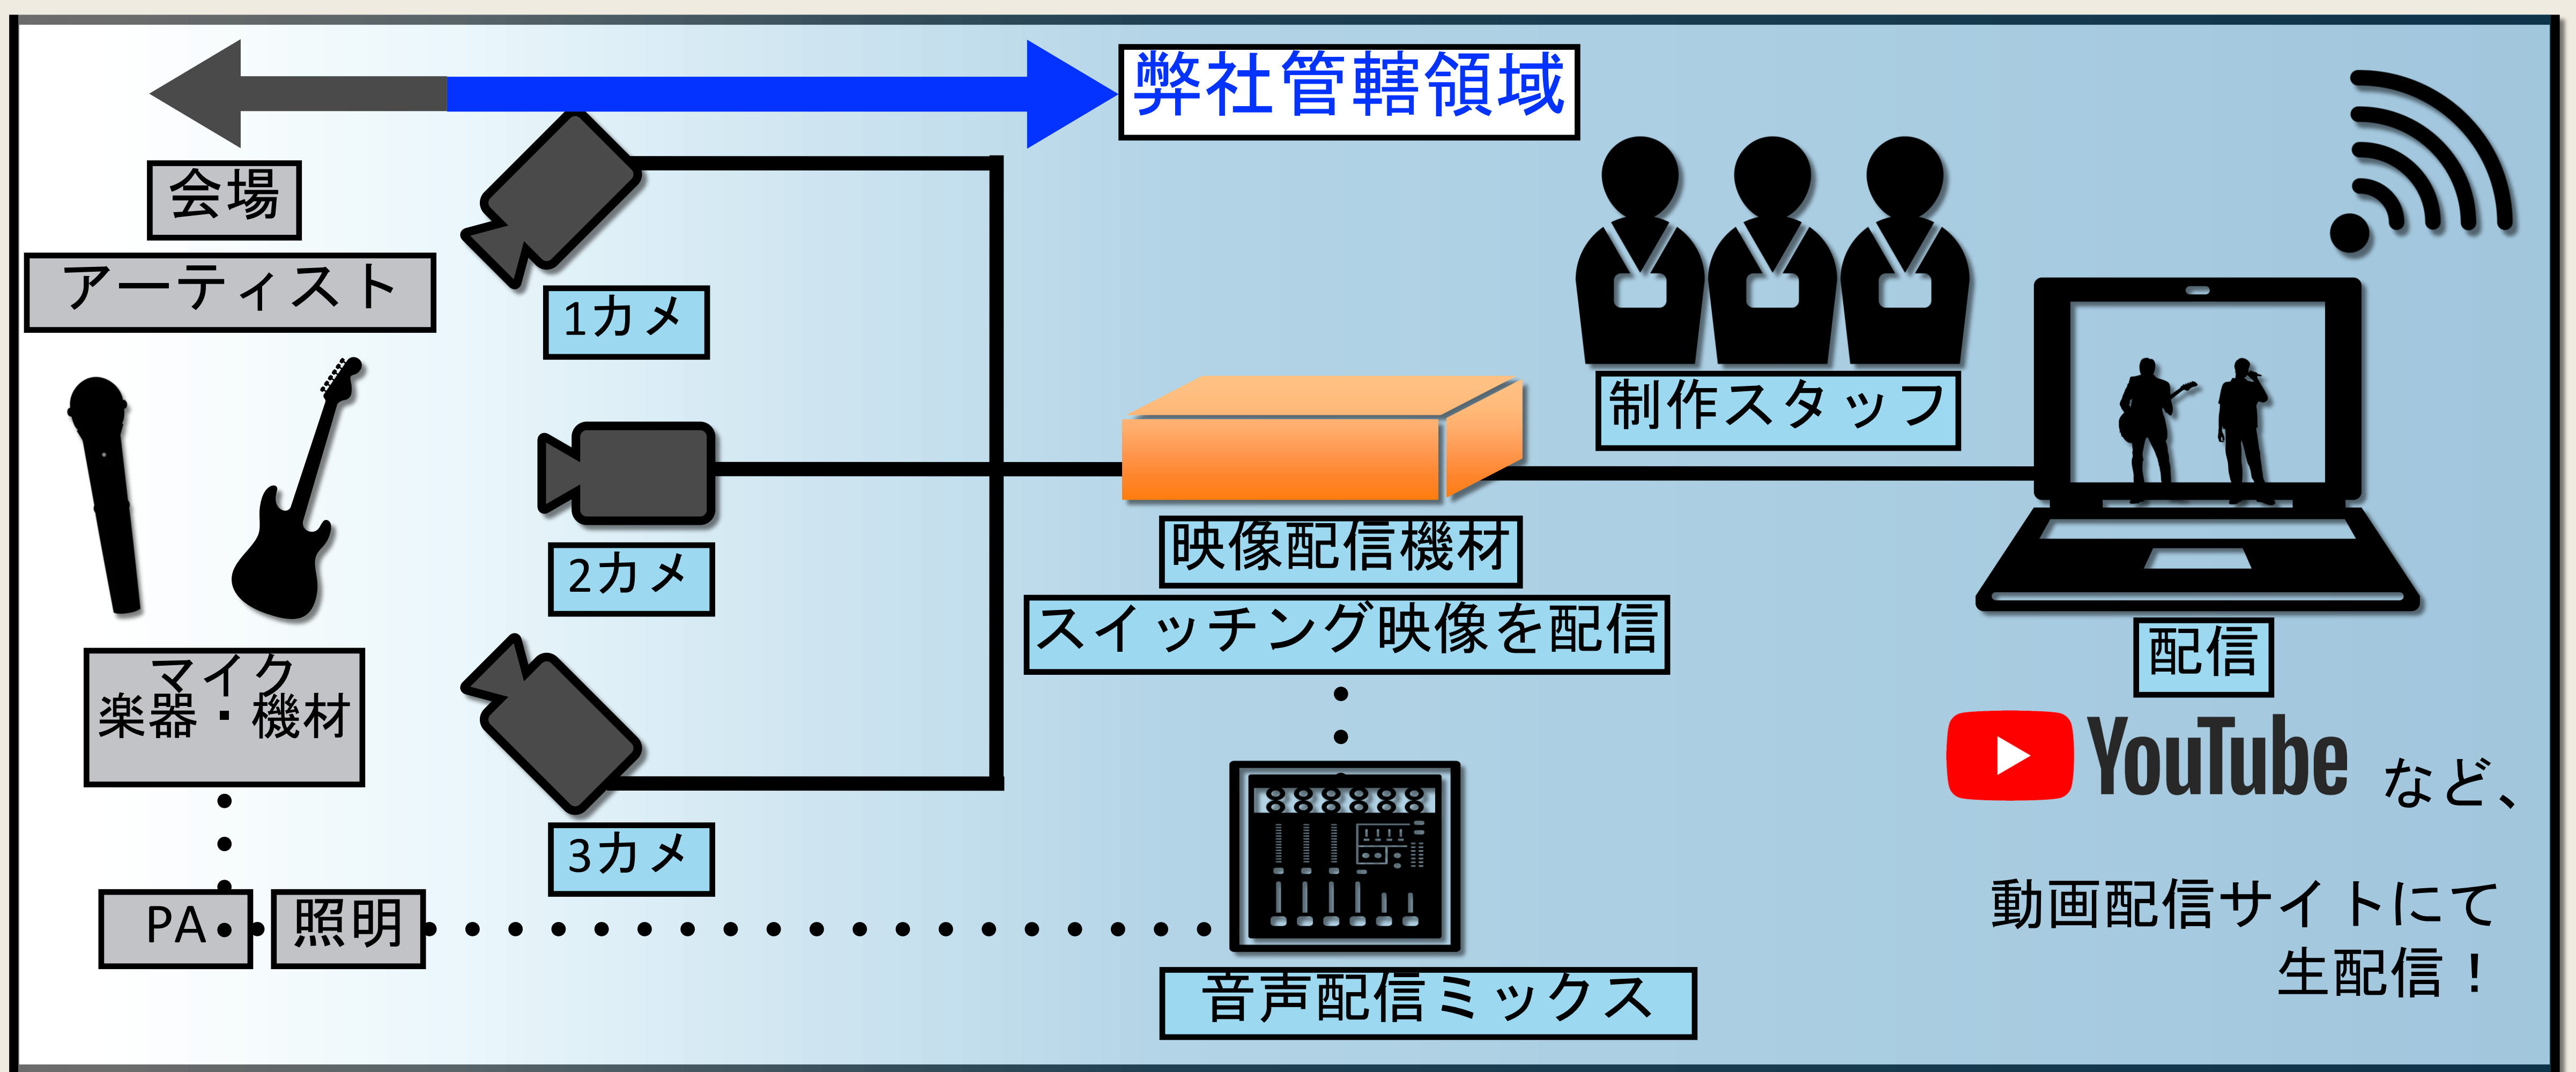 弊社管轄領域
会場
アーティスト
1カメ
制作スタッフ
2カメ
映像配信機材
スイッチング映像を配信
マイク
楽器・機材
配信
YouTube など、
3カメ
PA
照明
動画配信サイトにて
生配信！
音声配信ミックス